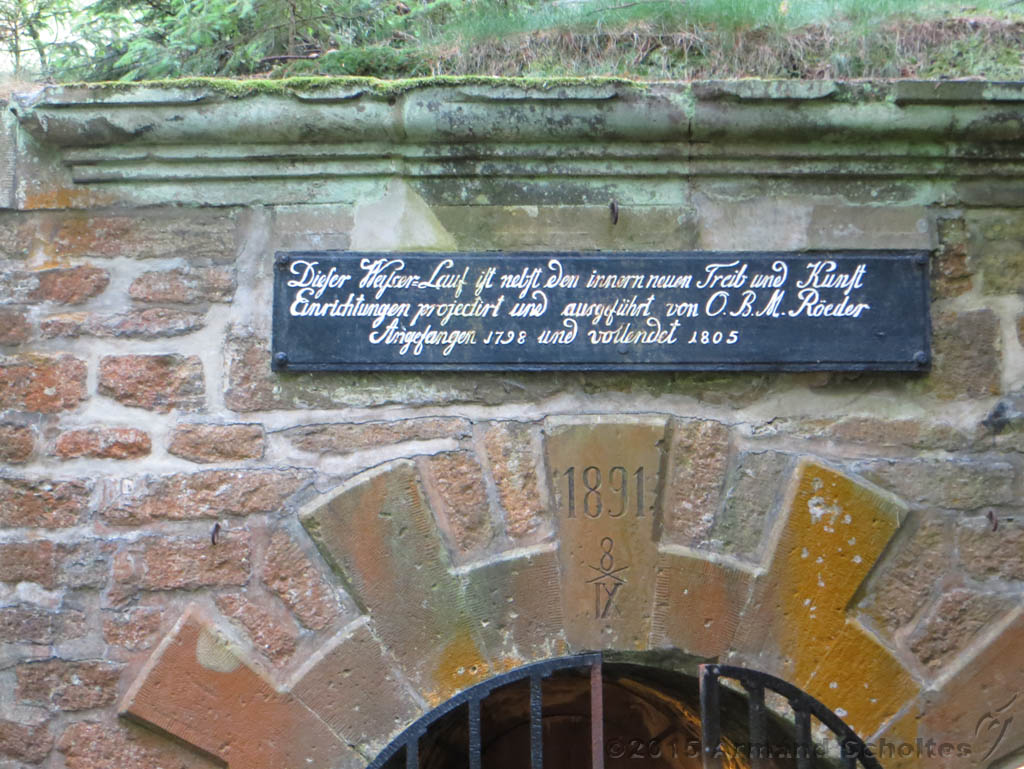 Dieser Weyser=Lauf ist nebst den innern neuen Treib und Kunst
Einrichtungen projectirt und ausgeführt von O. B. M. Röeder
Angefangen 1798 und vollendet 1805
1891
8
IX
©2015 Armand Scholtes